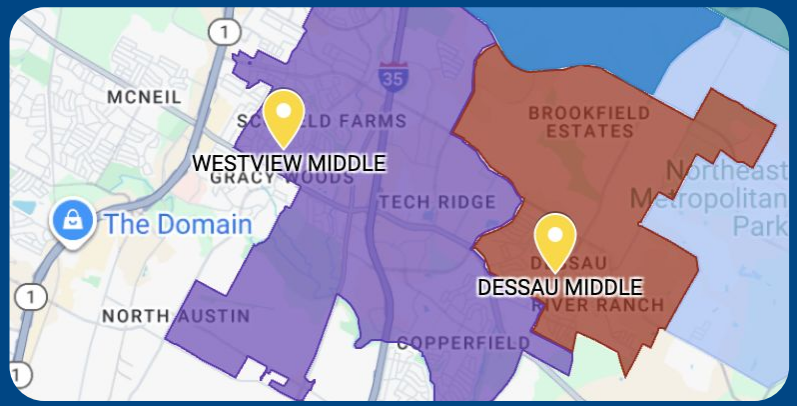 1
MCNEIL
35
BROOKFIELD
ESTATES
FARMS
WESTVIEW MIDDLE
GRACY WOODS
Northeast
Metropolitan
Park
TECH RIDGE
The Domain
DESSAU
DESSAU MIDDLE
RIVER RANCH
1
NORTH AUSTIN
COPPERFIELD
1